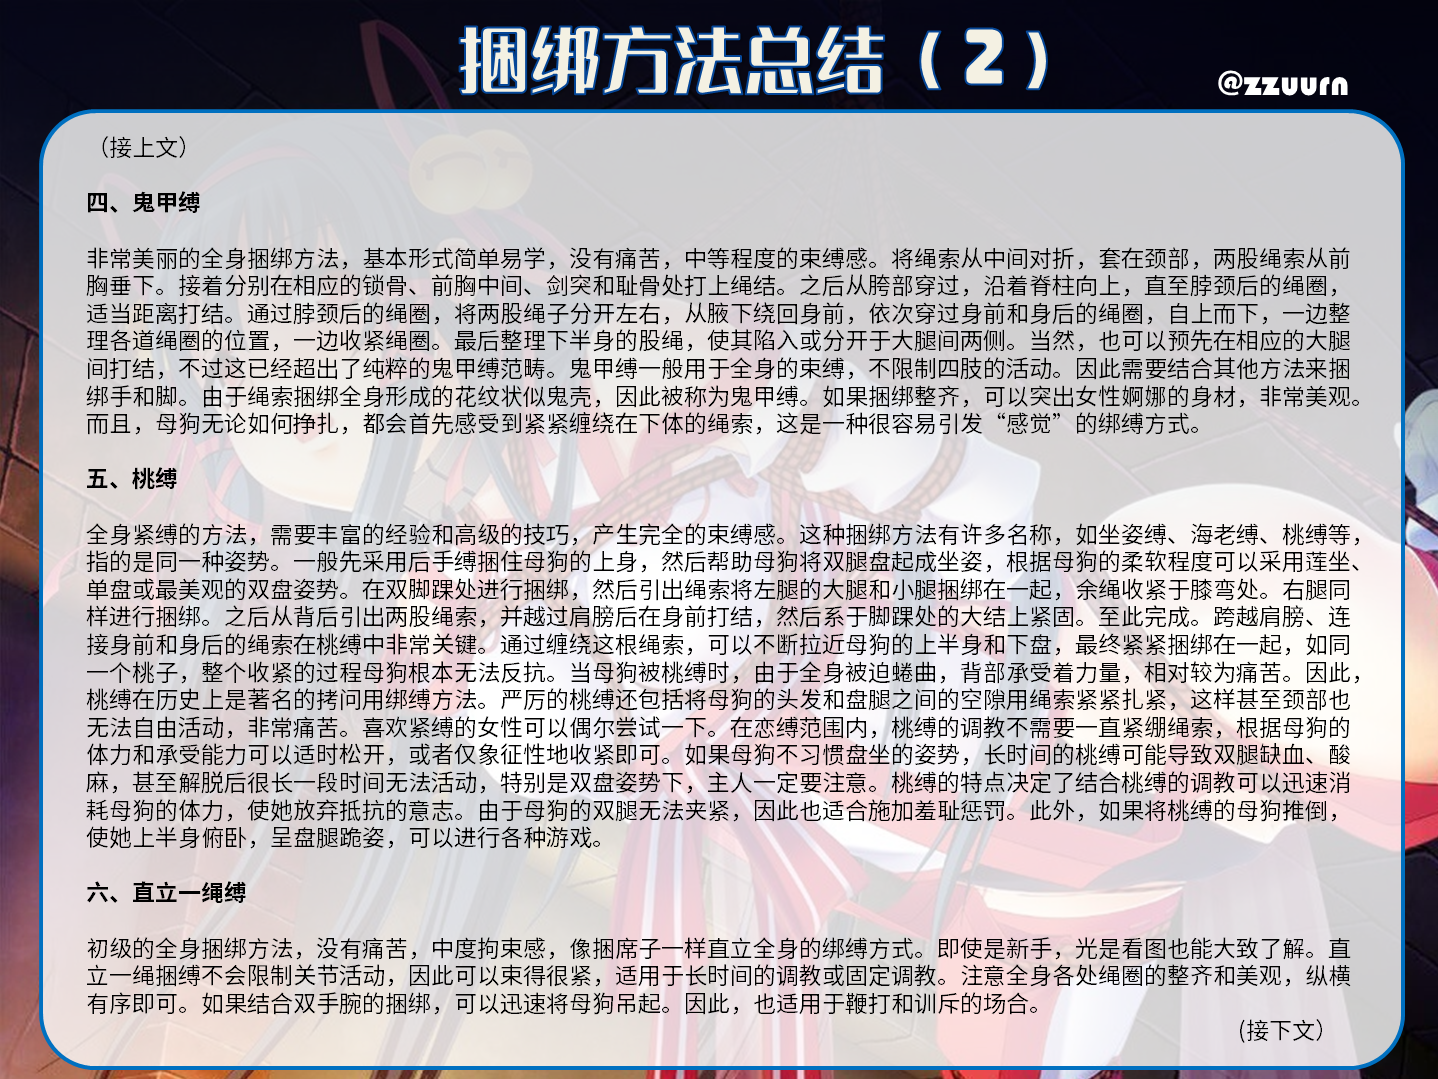 捆绑方法总结（2）
@zzuurn
（接上文）
四、鬼甲缚
非常美丽的全身捆绑方法，基本形式简单易学，没有痛苦，中等程度的束缚感。将绳索从中间对折，套在颈部，两股绳索从前
胸垂下。接着分别在相应的锁骨、前胸中间、剑突和耻骨处打上绳结。之后从胯部穿过，沿着脊柱向上，直至脖颈后的绳圈，
适当距离打结。通过脖颈后的绳圈，将两股绳子分开左右，从腋下绕回身前，依次穿过身前和身后的绳圈，自上而下，一边整
理各道绳圈的位置，一边收紧绳圈。最后整理下半身的股绳，使其陷入或分开于大腿间两侧。当然，也可以预先在相应的大腿
间打结，不过这已经超出了纯粹的鬼甲缚范畴。鬼甲缚一般用于全身的束缚，不限制四肢的活动。因此需要结合其他方法来捆
绑手和脚。由于绳索捆绑全身形成的花纹状似鬼壳，因此被称为鬼甲缚。如果捆绑整齐，可以突出女性婀娜的身材，非常美观。
而且，母狗无论如何挣扎，都会首先感受到紧紧缠绕在下体的绳索，这是一种很容易引发“感觉”的绑缚方式。
五、桃缚
全身紧缚的方法，需要丰富的经验和高级的技巧，产生完全的束缚感。这种捆绑方法有许多名称，如坐姿缚、海老缚、桃缚等，
指的是同一种姿势。一般先采用后手缚捆住母狗的上身，然后帮助母狗将双腿盘起成坐姿，根据母狗的柔软程度可以采用莲坐、
单盘或最美观的双盘姿势。在双脚踝处进行捆绑，然后引出绳索将左腿的大腿和小腿捆绑在一起，余绳收紧于膝弯处。右腿同
样进行捆绑。之后从背后引出两股绳索，并越过肩膀后在身前打结，然后系于脚踝处的大结上紧固。至此完成。跨越肩膀、连
接身前和身后的绳索在桃缚中非常关键。通过缠绕这根绳索，可以不断拉近母狗的上半身和下盘，最终紧紧捆绑在一起，如同
一个桃子，整个收紧的过程母狗根本无法反抗。当母狗被桃缚时，由于全身被迫蜷曲，背部承受着力量，相对较为痛苦。因此，
桃缚在历史上是著名的拷问用绑缚方法。严厉的桃缚还包括将母狗的头发和盘腿之间的空隙用绳索紧紧扎紧，这样甚至颈部也
无法自由活动，非常痛苦。喜欢紧缚的女性可以偶尔尝试一下。在恋缚范围内，桃缚的调教不需要一直紧绷绳索，根据母狗的
体力和承受能力可以适时松开，或者仅象征性地收紧即可。如果母狗不习惯盘坐的姿势，长时间的桃缚可能导致双腿缺血、酸
麻，甚至解脱后很长一段时间无法活动，特别是双盘姿势下，主人一定要注意。桃缚的特点决定了结合桃缚的调教可以迅速消
耗母狗的体力，使她放弃抵抗的意志。由于母狗的双腿无法夹紧，因此也适合施加羞耻惩罚。此外，如果将桃缚的母狗推倒，
使她上半身俯卧，呈盘腿跪姿，可以进行各种游戏。
六、直立一绳缚
初级的全身捆绑方法，没有痛苦，中度拘束感，像捆席子一样直立全身的绑缚方式。即使是新手，光是看图也能大致了解。直
立一绳捆缚不会限制关节活动，因此可以束得很紧，适用于长时间的调教或固定调教。注意全身各处绳圈的整齐和美观，纵横
有序即可。如果结合双手腕的捆绑，可以迅速将母狗吊起。因此，也适用于鞭打和训斥的场合。
（接下文）